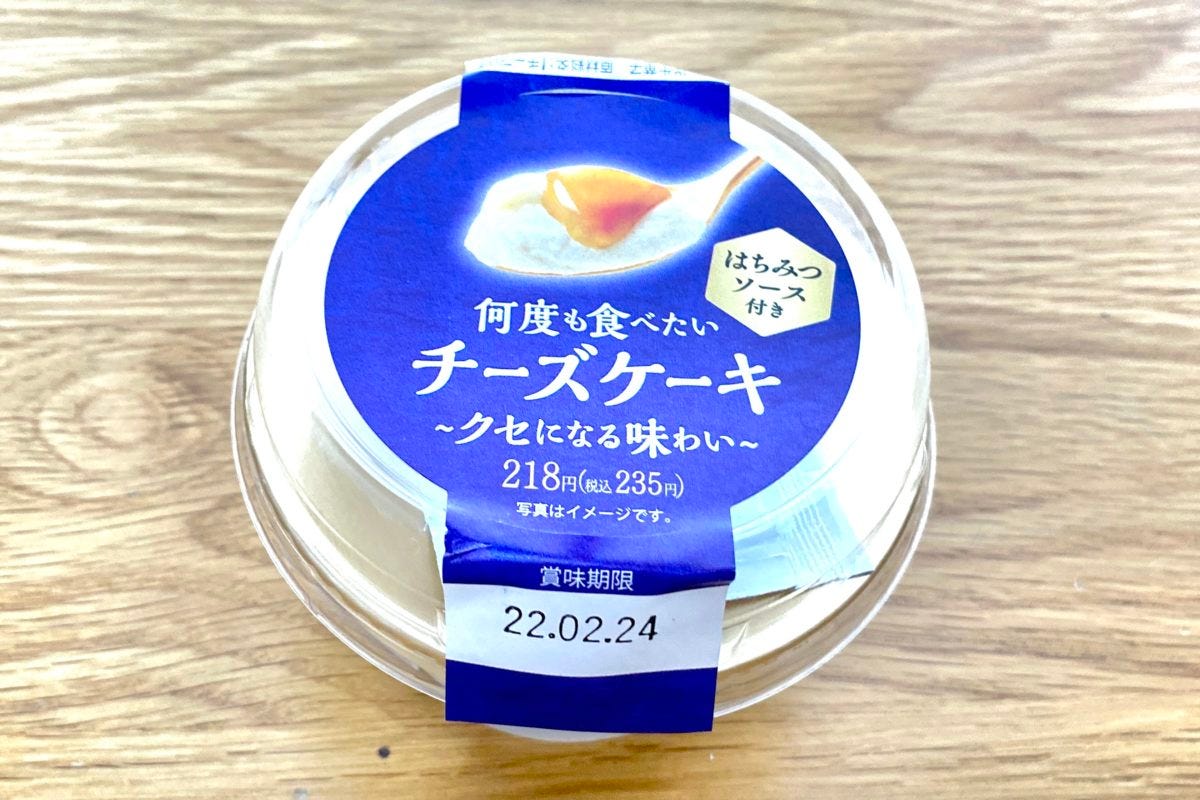 はちみつ
ソース
付き
何度も食べたい
チーズケーキ
~クセになる味わい~
218円(税込235円)
写真はイメージです。
賞味期限
22.02.24